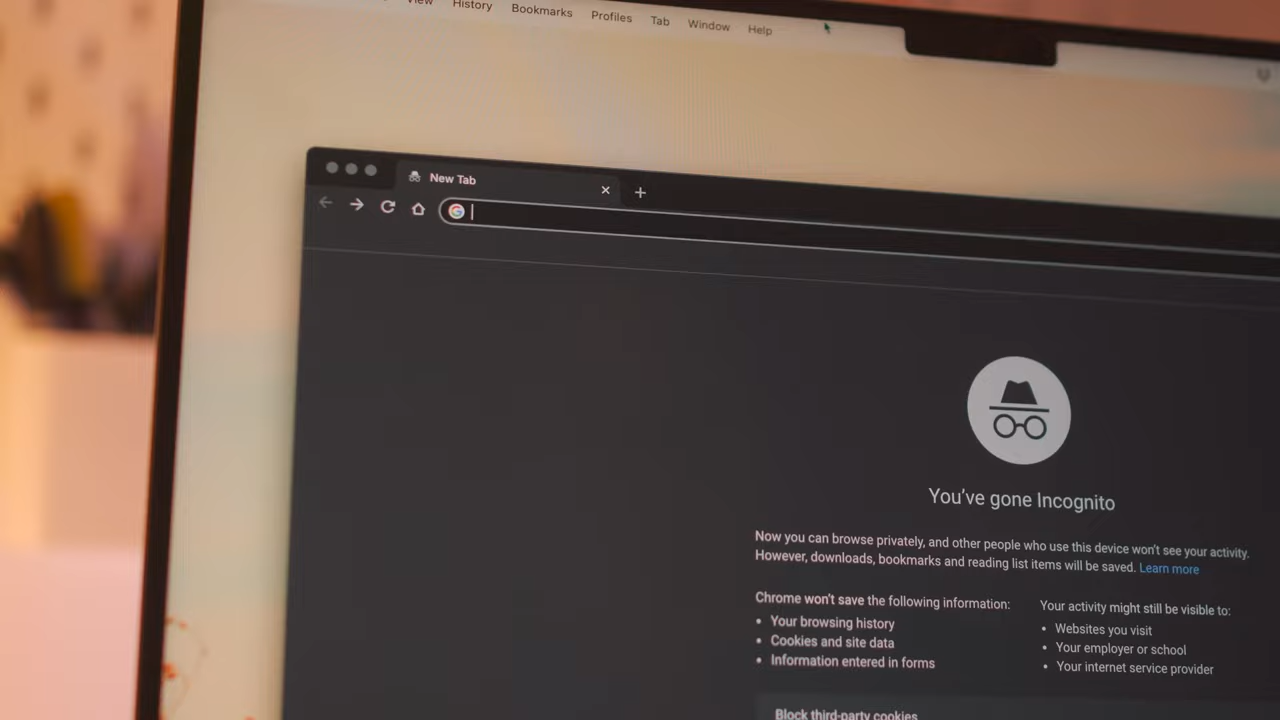 View History Bookmarks Profiles Tab Window Help
New Tab
You've gone Incognito
Now you can browse privately, and other people who use this device won't see your activity.
However, downloads, bookmarks and reading list items will be saved. Learn more
Chrome won't save the following information:
• Your browsing history
• Cookies and site data
• Information entered in forms
Your activity might still be visible to:
• Websites you visit
• Your employer or school
• Your internet service provider
Block third-party cookies